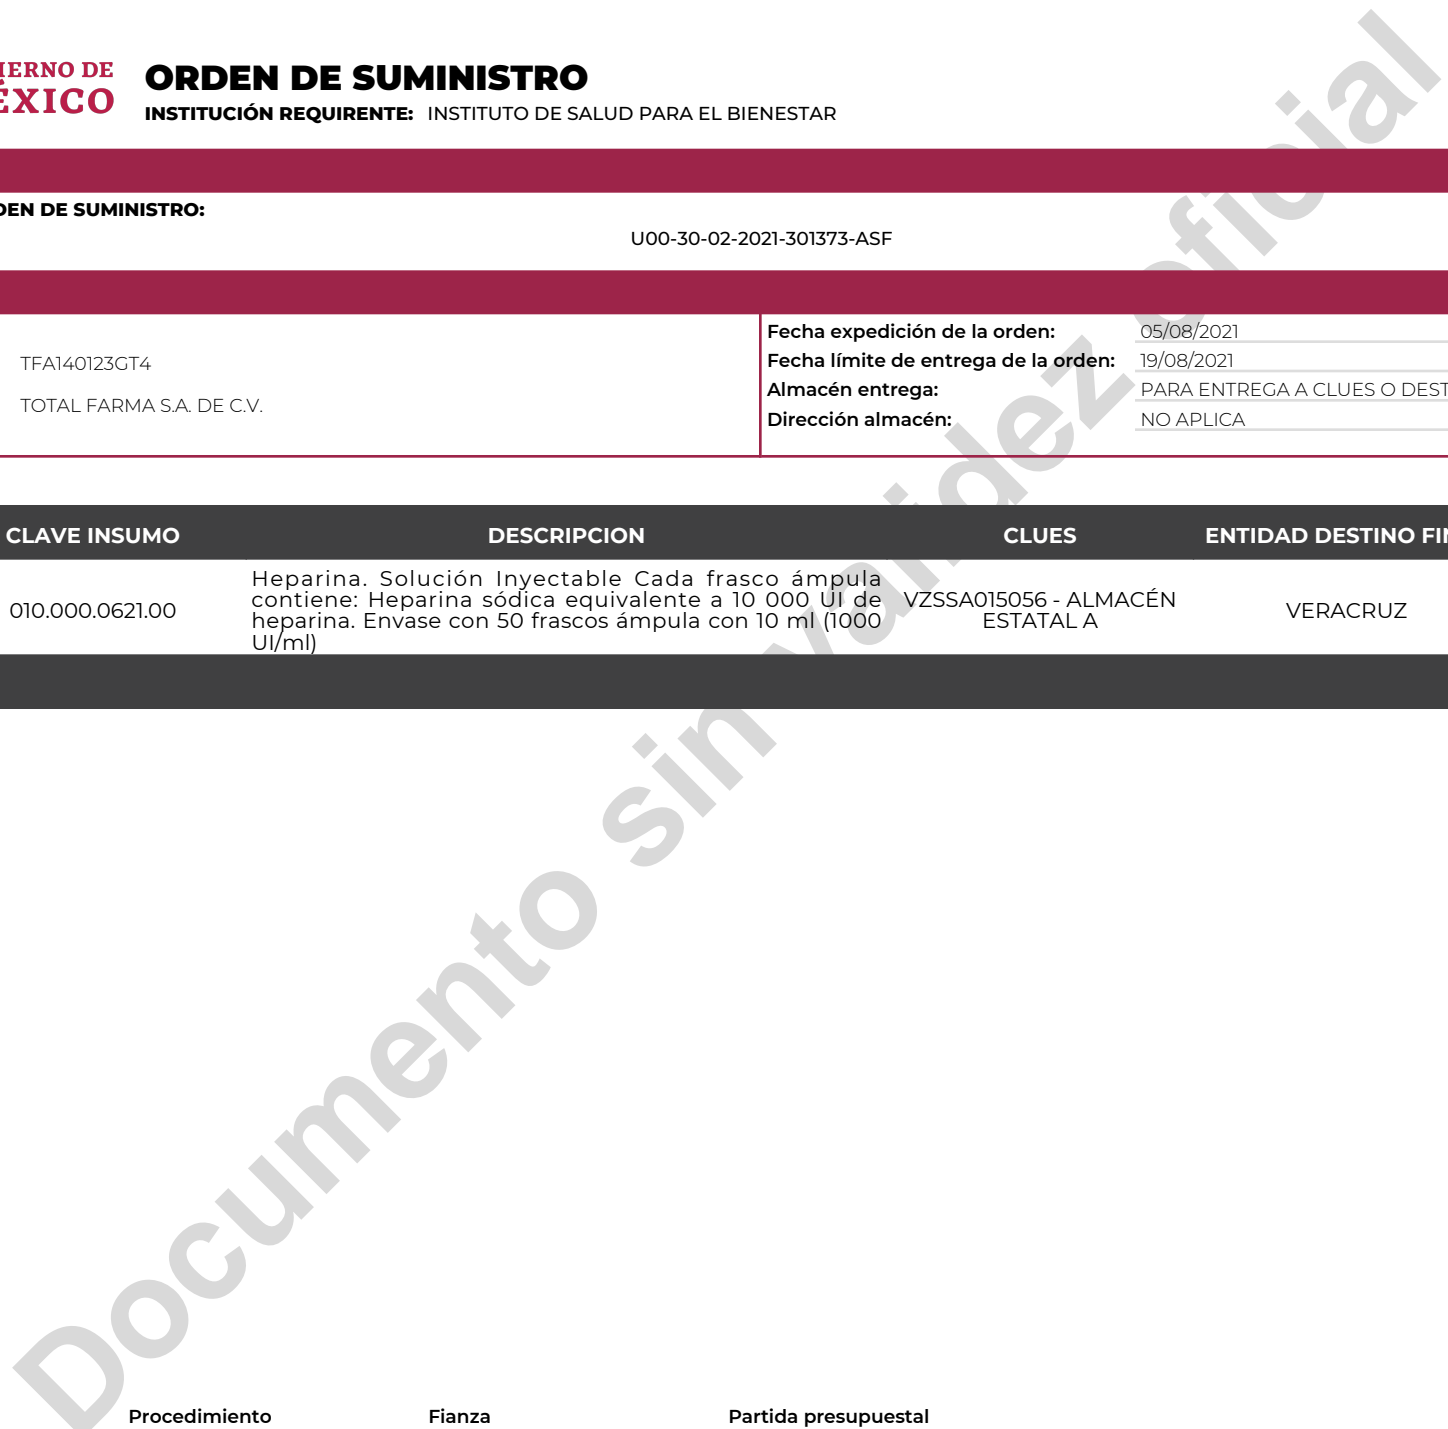 IERNO DE
ÉXICO
ORDEN DE SUMINISTRO
INSTITUCIÓN REQUIRENTE: INSTITUTO DE SALUD PARA EL BIENESTAR
DEN DE SUMINISTRO:
U00-30-02-2021-301373-ASF
TFA140123GT4
TOTAL FARMA S.A. DE C.V.
Fecha expedición de la orden: 05/08/2021
Fecha límite de entrega de la orden: 19/08/2021
Almacén entrega: PARA ENTREGA A CLUES O DEST
Dirección almacén: NO APLICA
CLAVE INSUMO DESCRIPCION CLUES ENTIDAD DESTINO FIN
010.000.0621.00
Heparina. Solución Inyectable Cada frasco ámpula
contiene: Heparina sódica equivalente a 10 000 UI de
heparina. Envase con 50 frascos ámpula con 10 ml (1000
UI/ml)
VZSSA015056 - ALMACÉN
ESTATAL A
VERACRUZ
Documento sin validez oficial
Procedimiento Fianza Partida presupuestal